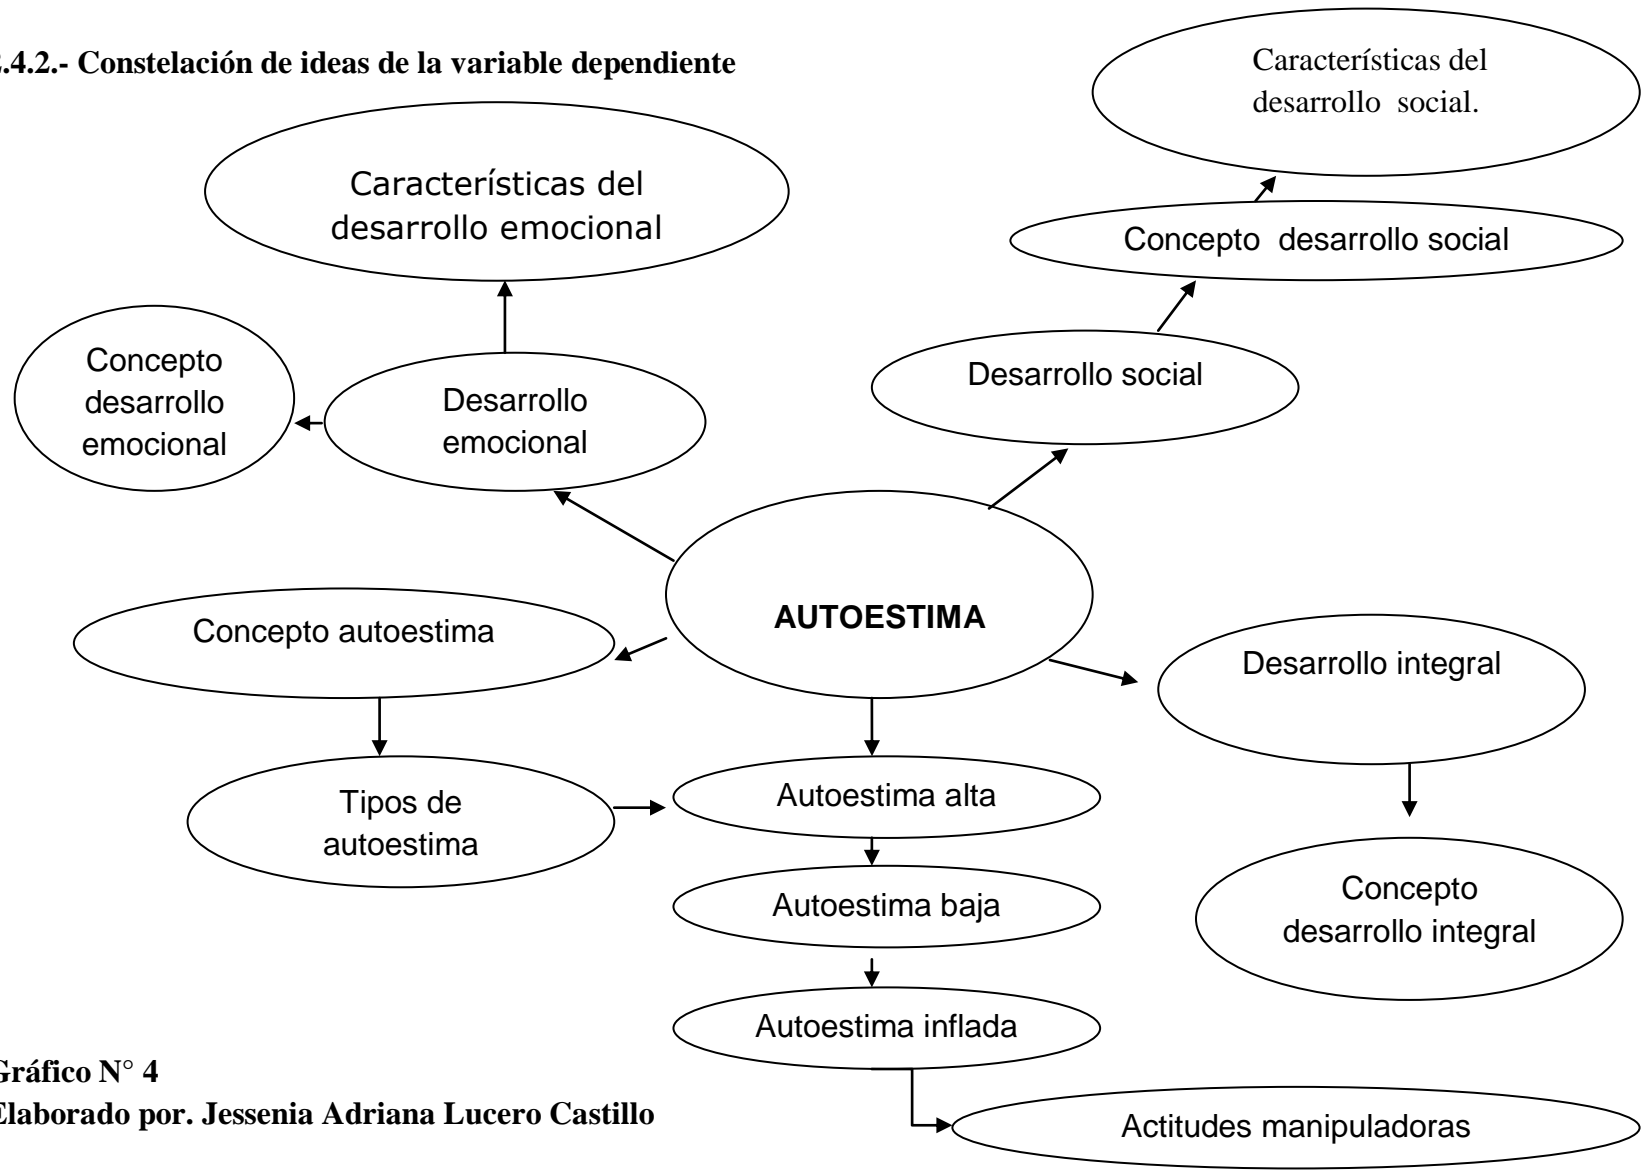 .4.2.- Constelación de ideas de la variable dependiente
Características del
desarrollo social.
Características del
desarrollo emocional
Concepto desarrollo social
Concepto
desarrollo
emocional
Desarrollo
emocional
Desarrollo social
AUTOESTIMA
Concepto autoestima
Desarrollo integral
Tipos de
autoestima
Autoestima alta
Autoestima baja
Concepto
desarrollo integral
Autoestima inflada
Gráfico N° 4
Elaborado por. Jessenia Adriana Lucero Castillo
Actitudes manipuladoras